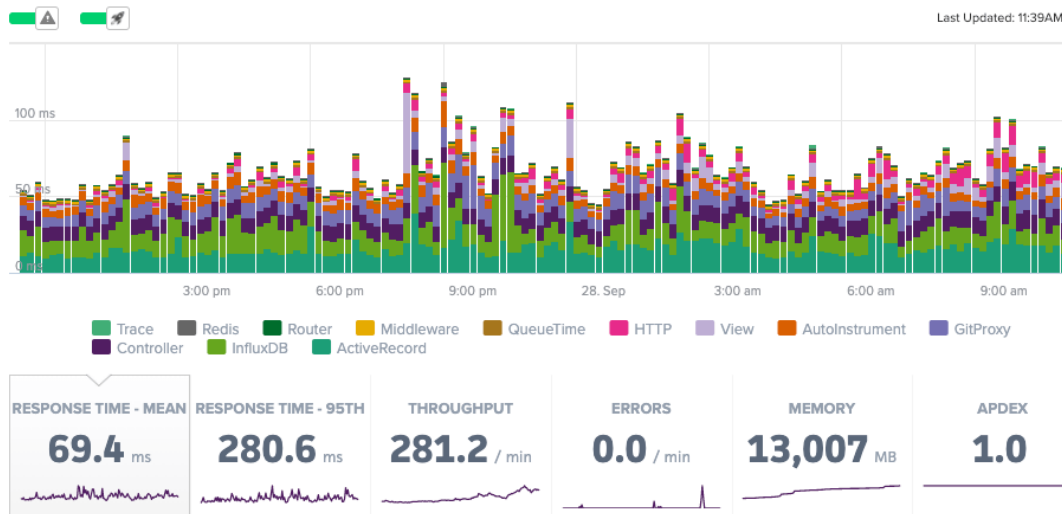 Last Updated: 11:39AM
100 ms
50 ms
0 ms
3:00 pm 6:00 pm 9:00 pm 28. Sep 3:00 am 6:00 am 9:00 am
Trace Redis Router Middleware QueueTime HTTP View AutoInstrument GitProxy
Controller InfluxDB ActiveRecord
RESPONSE TIME - MEAN RESPONSE TIME - 95TH THROUGHPUT ERRORS MEMORY APDEX
69.4 ms 280.6 ms 281.2 / min 0.0 / min 13,007 MB 1.0